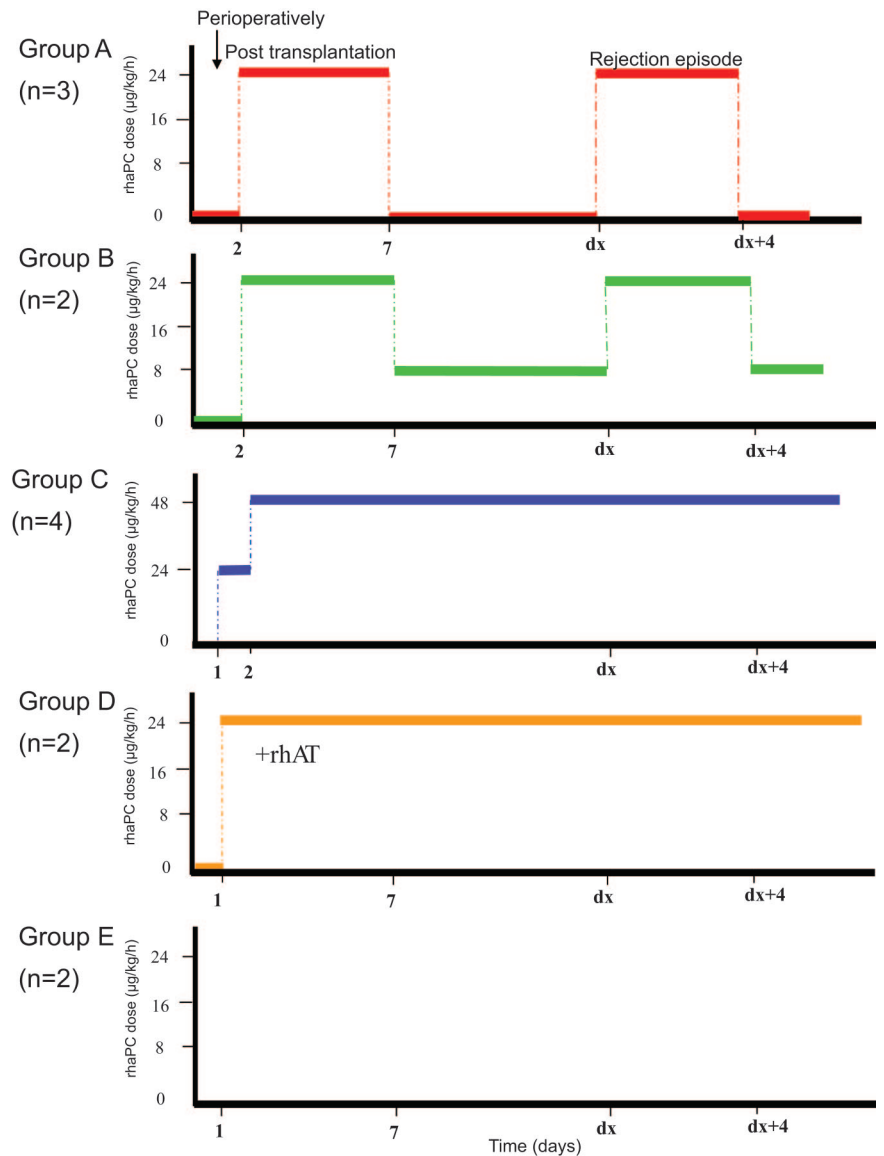 Perioperatively
Group A
(n=3)
Post transplantation
Rejection episode
rhaPC dose (µg/kg/h)
24
16
8
0
2
7
dx
dx+4
Group B
(n=2)
rhaPC dose (µg/kg/h)
24
16
8
0
2
7
dx
dx+4
Group C
(n=4)
rhaPC dose (µg/kg/h)
48
24
0
1
2
dx
dx+4
Group D
(n=2)
rhaPC dose (µg/kg/h)
24
16
8
0
+rhAT
1
7
dx
dx+4
Group E
(n=2)
rhaPC dose (µg/kg/h)
24
16
8
0
1
7
dx
dx+4
Time (days)